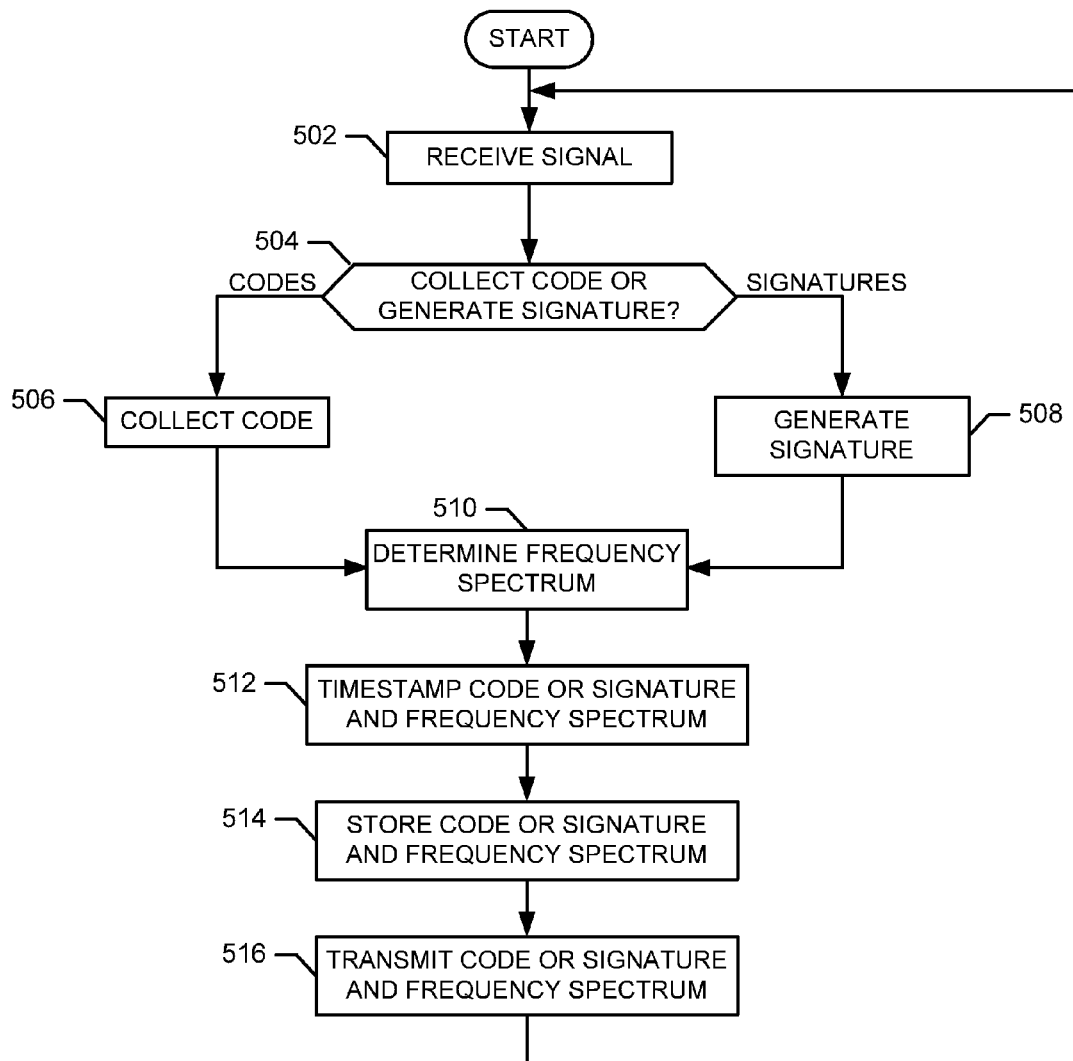 START
502
RECEIVE SIGNAL
504
CODES
COLLECT CODE OR
GENERATE SIGNATURE?
SIGNATURES
506
COLLECT CODE
GENERATE
SIGNATURE
508
510
DETERMINE FREQUENCY
SPECTRUM
512
TIMESTAMP CODE OR SIGNATURE
AND FREQUENCY SPECTRUM
514
STORE CODE OR SIGNATURE
AND FREQUENCY SPECTRUM
516
TRANSMIT CODE OR SIGNATURE
AND FREQUENCY SPECTRUM